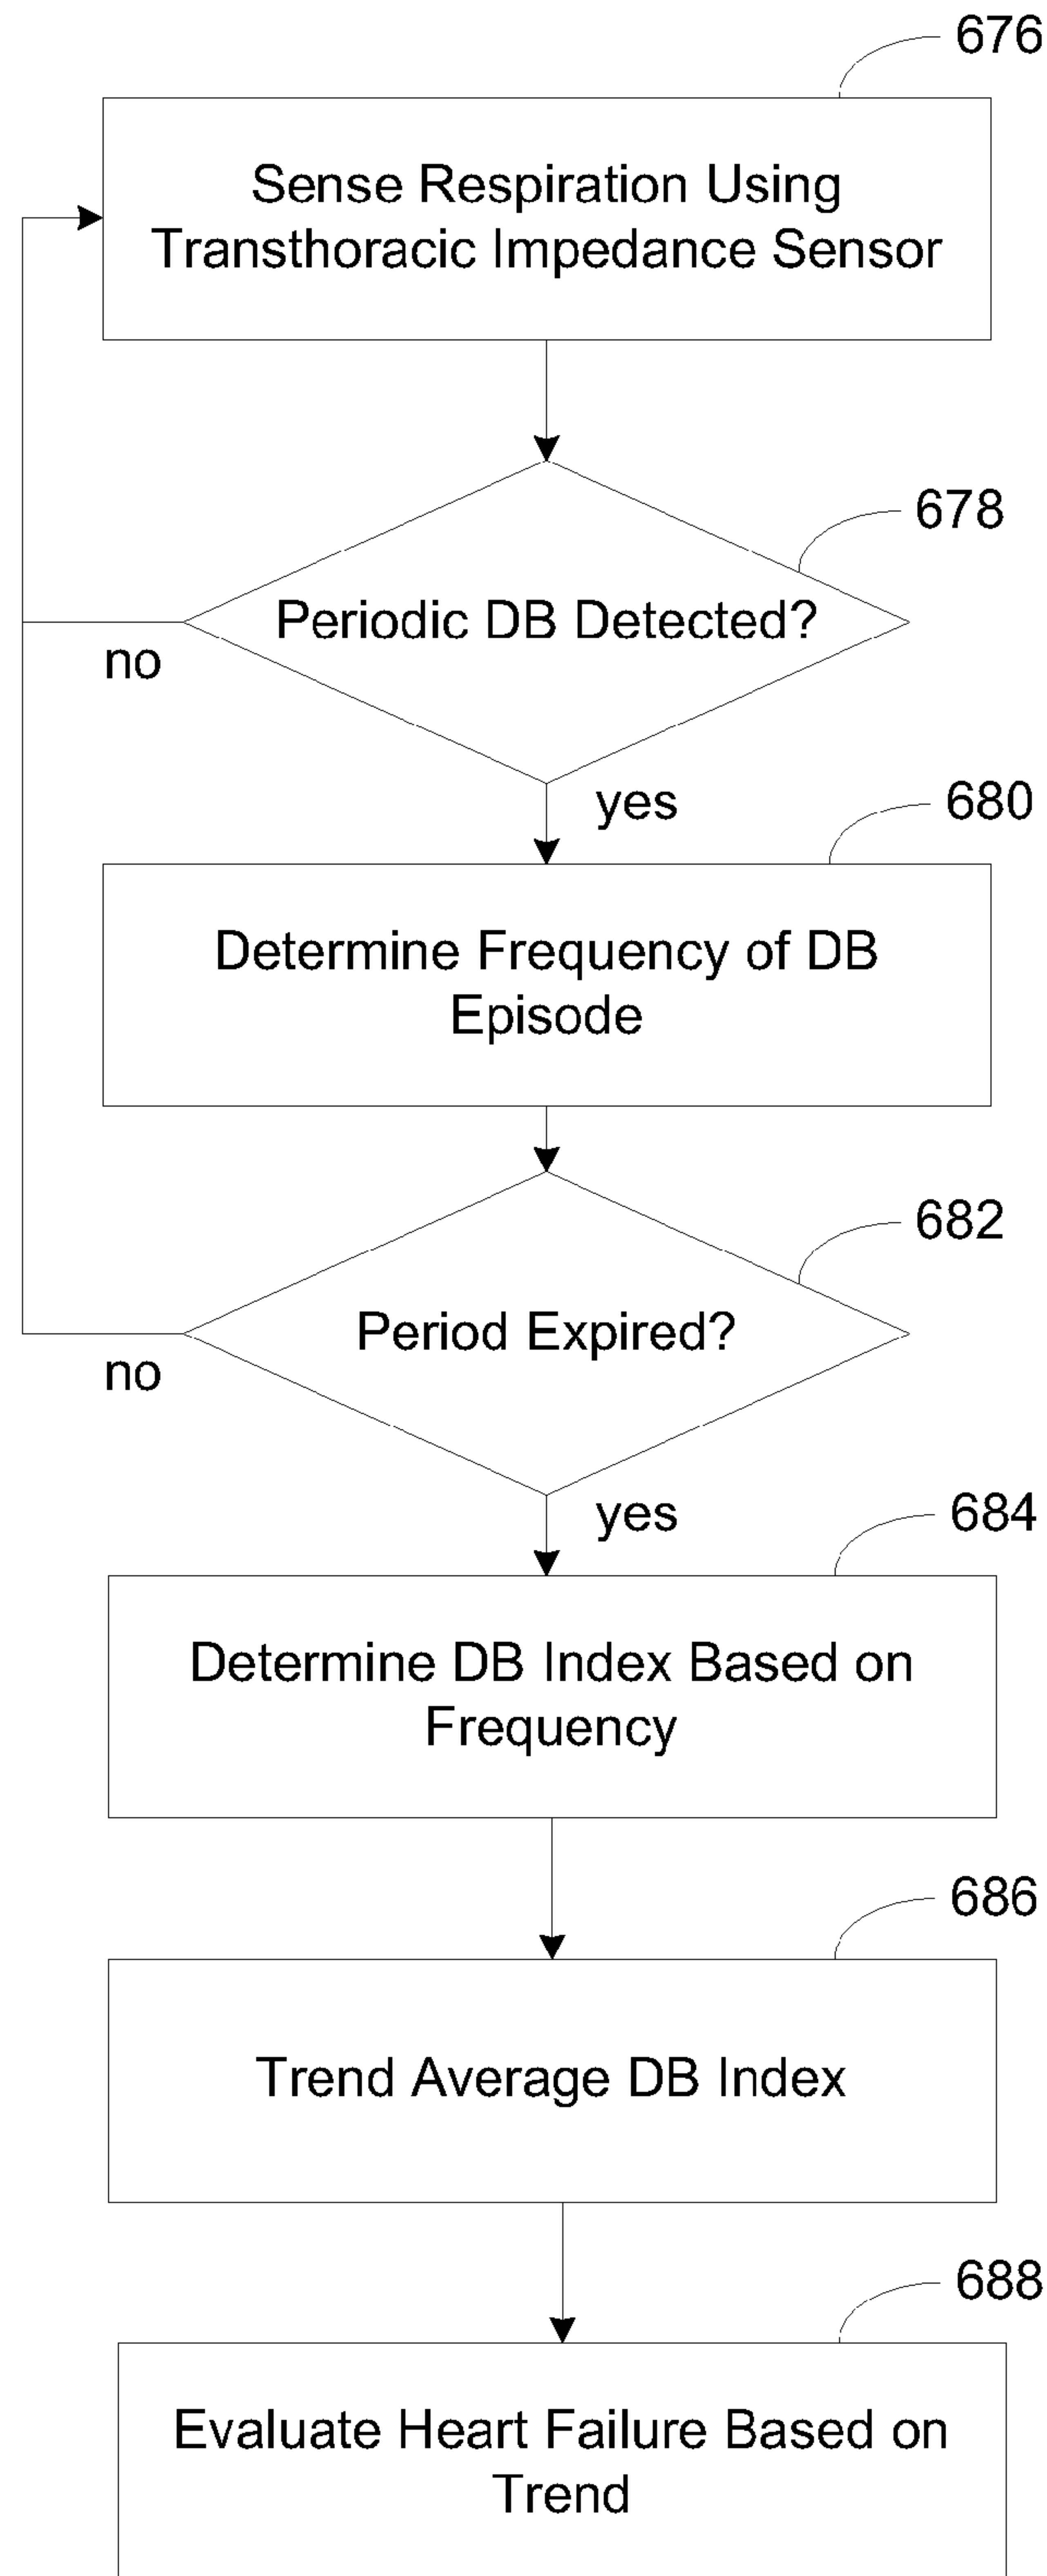 676
Sense Respiration Using
Transthoracic Impedance Sensor
678
Periodic DB Detected?
no
yes
680
Determine Frequency of DB
Episode
682
Period Expired?
no
yes
684
Determine DB Index Based on
Frequency
686
Trend Average DB Index
688
Evaluate Heart Failure Based on
Trend